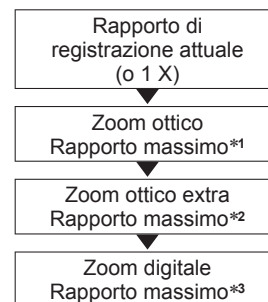 Rapporto di
registrazione attuale
(o 1 X)
Zoom ottico
Rapporto massimo*1
Zoom ottico extra
Rapporto massimo*2
Zoom digitale
Rapporto massimo*3